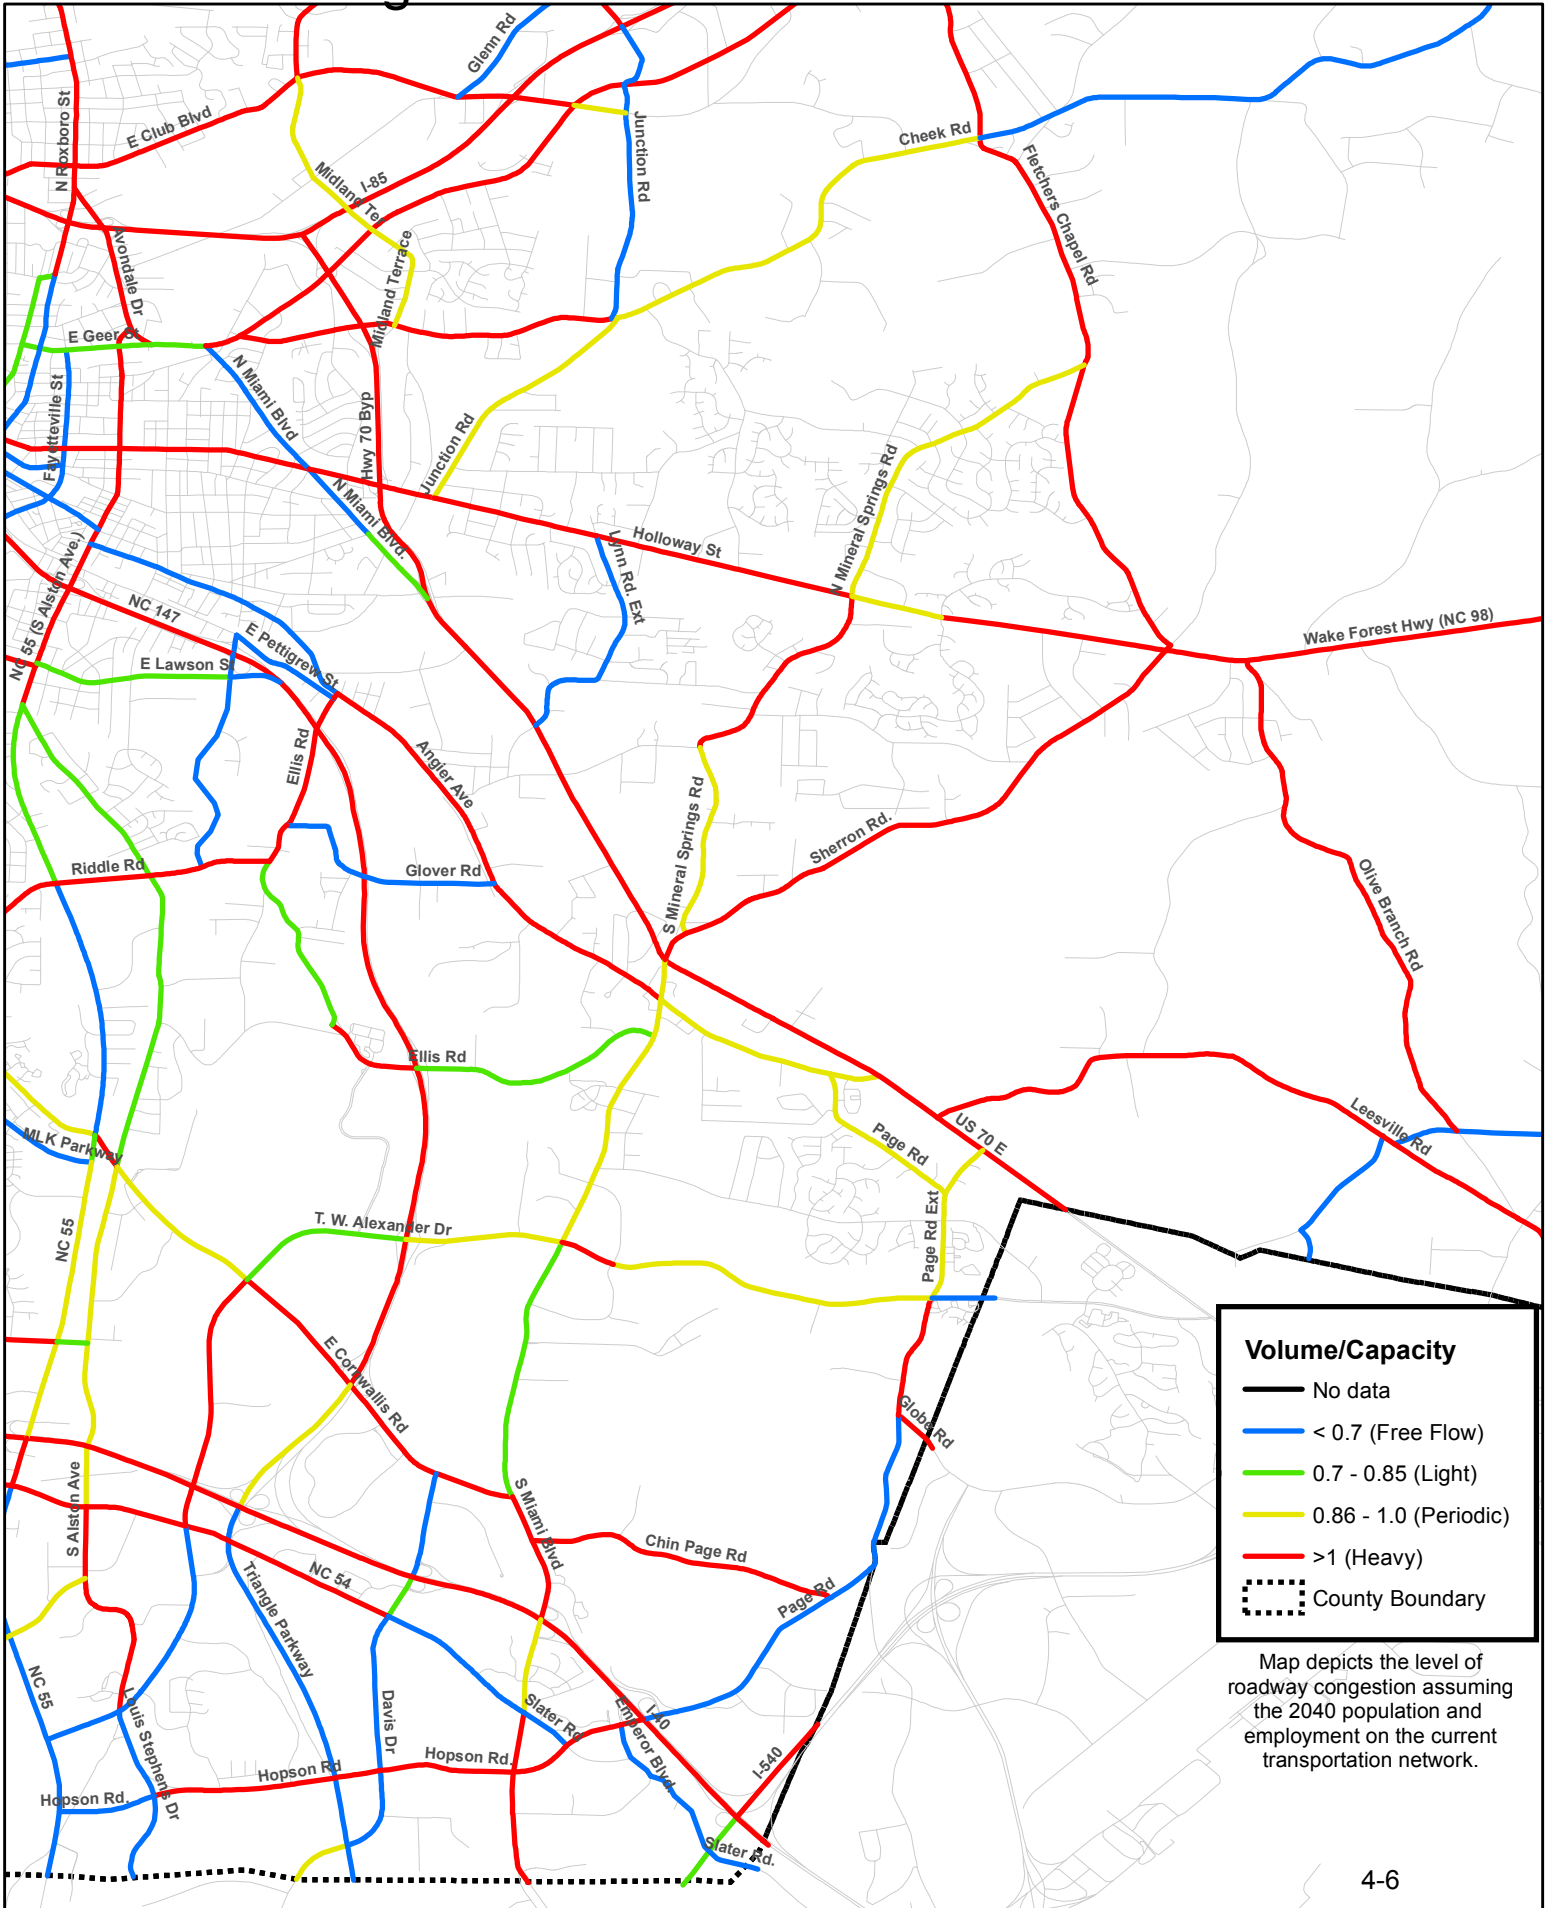 g
Glenn Rd
N Roxboro St
E Club Blvd
Junction Rd
Cheek Rd
Midland Ter
I-85
Fletchers Chapel Rd
Avondale Dr
Midland Terrace
E Geer St
N Miami Blvd
Fayetteville St
Hwy 70 Byp
Junction Rd
N Mineral Springs Rd
N Miami Blvd.
Holloway St
Lynn Rd. Ext
NC 55 (S Alston Ave.)
NC 147
E Pettigrew St
Wake Forest Hwy (NC 98)
E Lawson St
Ellis Rd
Angier Ave
S Mineral Springs Rd
Sherron Rd.
Riddle Rd
Glover Rd
Olive Branch Rd
Ellis Rd
MLK Parkway
Page Rd
US 70 E
Leesville Rd
NC 55
T. W. Alexander Dr
Page Rd Ext
E Cornwallis Rd
Globe Rd
S Alston Ave
S Miami Blvd
Chin Page Rd
NC 54
Triangle Parkway
Page Rd
NC 55
Louis Stephens Dr
Davis Dr
Slater Rd
I-40
Emperor Blvd.
Hopson Rd
Hopson Rd.
I-540
Hopson Rd.
Slater Rd.
Volume/Capacity
No data
< 0.7 (Free Flow)
0.7 - 0.85 (Light)
0.86 - 1.0 (Periodic)
>1 (Heavy)
County Boundary
Map depicts the level of
roadway congestion assuming
the 2040 population and
employment on the current
transportation network.
4-6